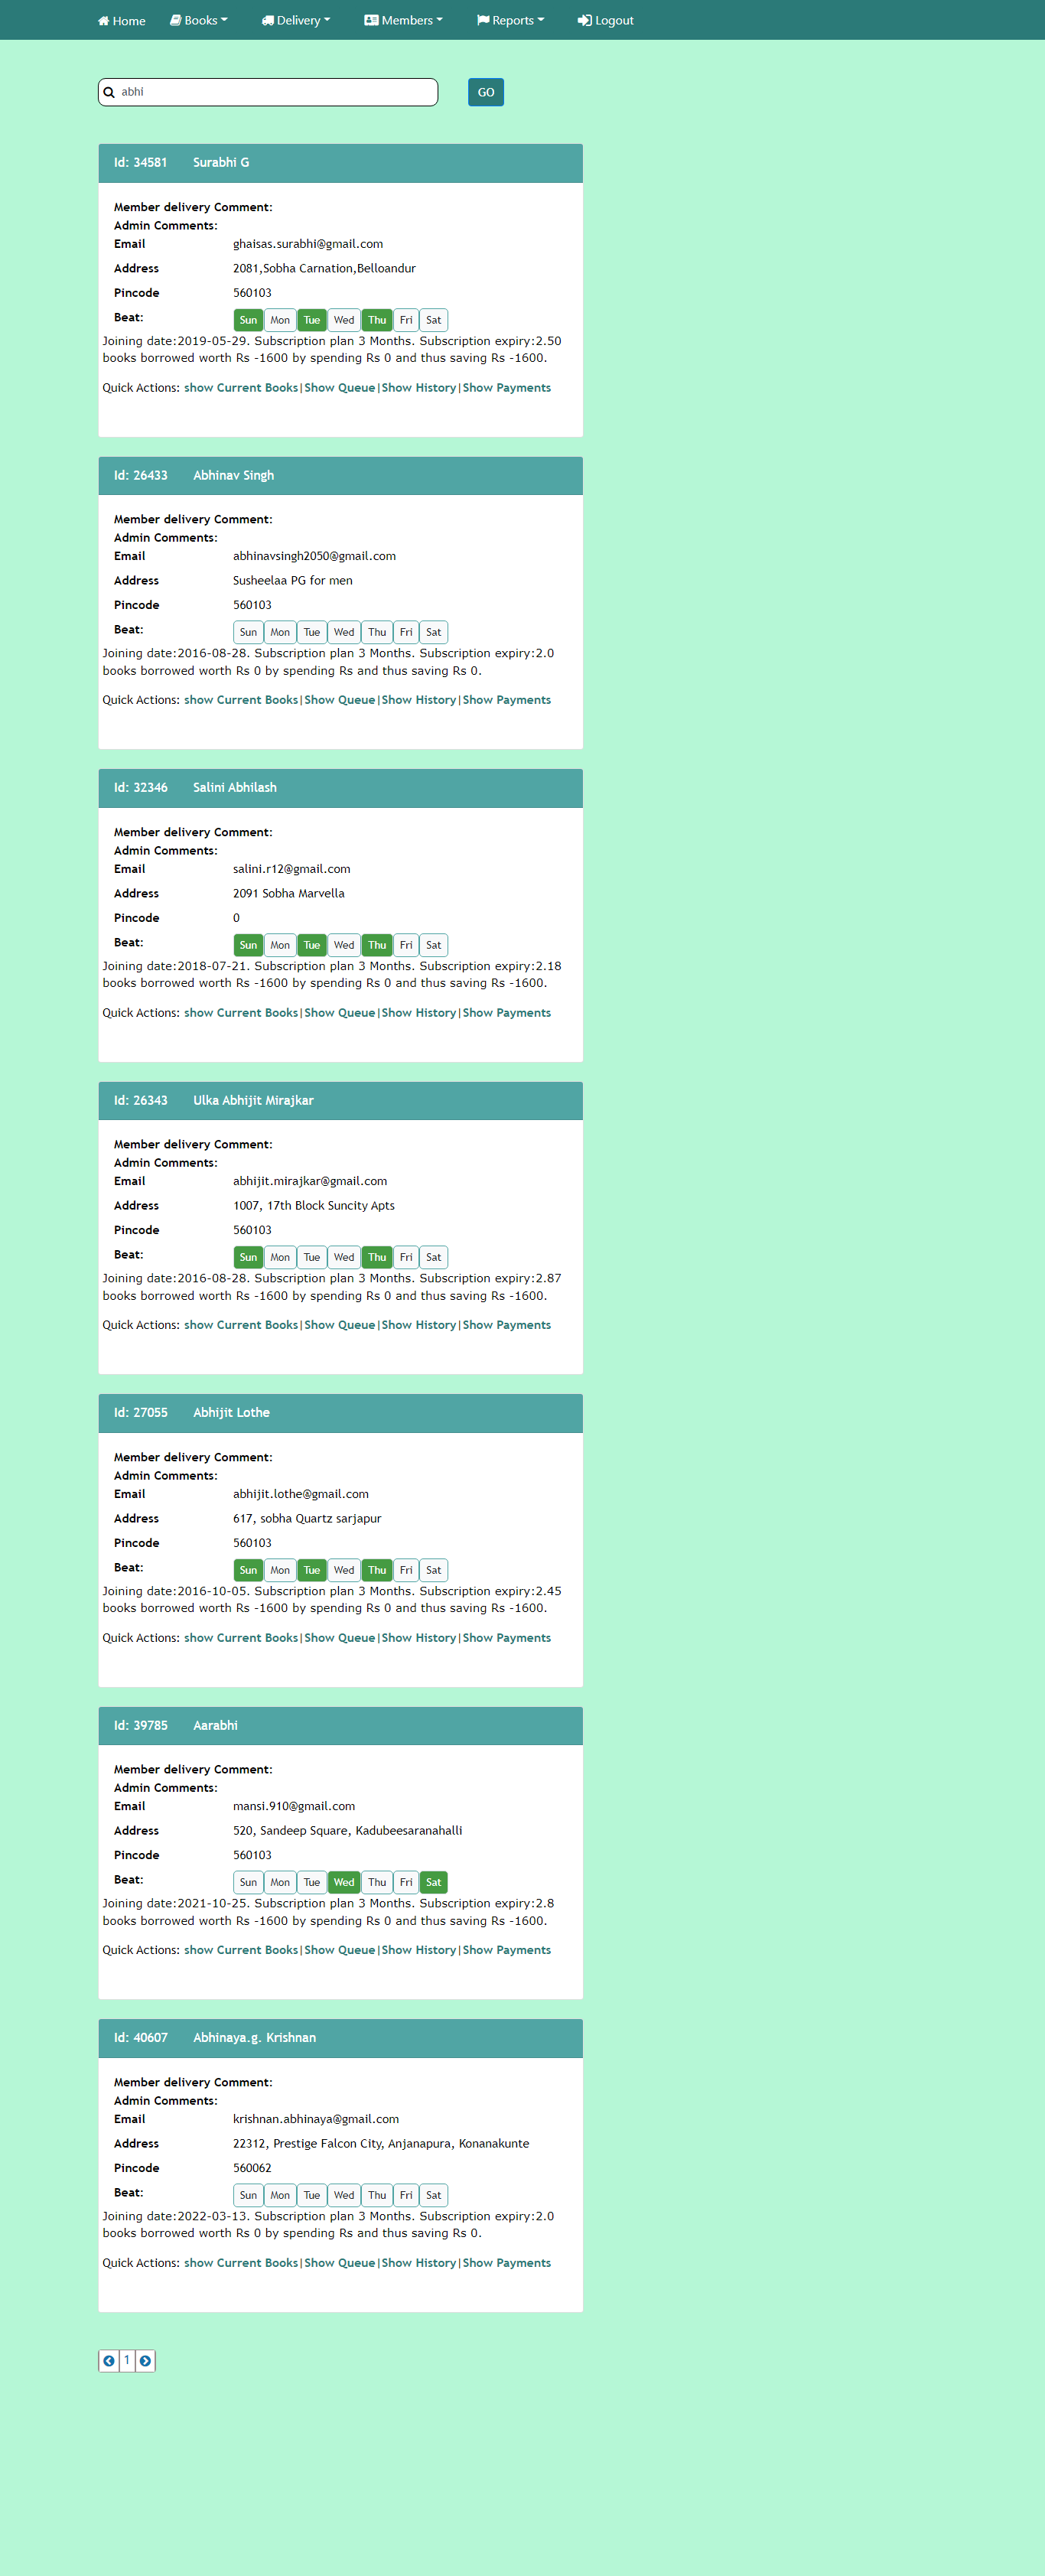 Home Books Delivery Members Reports Logout
abhi GO
Id: 34581 Surabhi G
Member delivery Comment:
Admin Comments:
Email ghaisas.surabhi@gmail.com
Address 2081,Sobha Carnation,Belloandur
Pincode 560103
Beat: Sun Mon Tue Wed Thu Fri Sat
Joining date:2019-05-29. Subscription plan 3 Months. Subscription expiry:2.50
books borrowed worth Rs -1600 by spending Rs 0 and thus saving Rs -1600.
Quick Actions: show Current Books|Show Queue|Show History|Show Payments
Id: 26433 Abhinav Singh
Member delivery Comment:
Admin Comments:
Email abhinavsingh2050@gmail.com
Address Susheelaa PG for men
Pincode 560103
Beat: Sun Mon Tue Wed Thu Fri Sat
Joining date:2016-08-28. Subscription plan 3 Months. Subscription expiry:2.0
books borrowed worth Rs 0 by spending Rs and thus saving Rs 0.
Quick Actions: show Current Books|Show Queue|Show History|Show Payments
Id: 32346 Salini Abhilash
Member delivery Comment:
Admin Comments:
Email salini.r12@gmail.com
Address 2091 Sobha Marvella
Pincode 0
Beat: Sun Mon Tue Wed Thu Fri Sat
Joining date:2018-07-21. Subscription plan 3 Months. Subscription expiry:2.18
books borrowed worth Rs -1600 by spending Rs 0 and thus saving Rs -1600.
Quick Actions: show Current Books|Show Queue|Show History|Show Payments
Id: 26343 Ulka Abhijit Mirajkar
Member delivery Comment:
Admin Comments:
Email abhijit.mirajkar@gmail.com
Address 1007, 17th Block Suncity Apts
Pincode 560103
Beat: Sun Mon Tue Wed Thu Fri Sat
Joining date:2016-08-28. Subscription plan 3 Months. Subscription expiry:2.87
books borrowed worth Rs -1600 by spending Rs 0 and thus saving Rs -1600.
Quick Actions: show Current Books|Show Queue|Show History|Show Payments
Id: 27055 Abhijit Lothe
Member delivery Comment:
Admin Comments:
Email abhijit.lothe@gmail.com
Address 617, sobha Quartz sarjapur
Pincode 560103
Beat: Sun Mon Tue Wed Thu Fri Sat
Joining date:2016-10-05. Subscription plan 3 Months. Subscription expiry:2.45
books borrowed worth Rs -1600 by spending Rs 0 and thus saving Rs -1600.
Quick Actions: show Current Books|Show Queue|Show History|Show Payments
Id: 39785 Aarabhi
Member delivery Comment:
Admin Comments:
Email mansi.910@gmail.com
Address 520, Sandeep Square, Kadubeesaranahalli
Pincode 560103
Beat: Sun Mon Tue Wed Thu Fri Sat
Joining date:2021-10-25. Subscription plan 3 Months. Subscription expiry:2.8
books borrowed worth Rs -1600 by spending Rs 0 and thus saving Rs -1600.
Quick Actions: show Current Books|Show Queue|Show History|Show Payments
Id: 40607 Abhinaya.g. Krishnan
Member delivery Comment:
Admin Comments:
Email krishnan.abhinaya@gmail.com
Address 22312, Prestige Falcon City, Anjanapura, Konanakunte
Pincode 560062
Beat: Sun Mon Tue Wed Thu Fri Sat
Joining date:2022-03-13. Subscription plan 3 Months. Subscription expiry:2.0
books borrowed worth Rs 0 by spending Rs and thus saving Rs 0.
Quick Actions: show Current Books|Show Queue|Show History|Show Payments
1